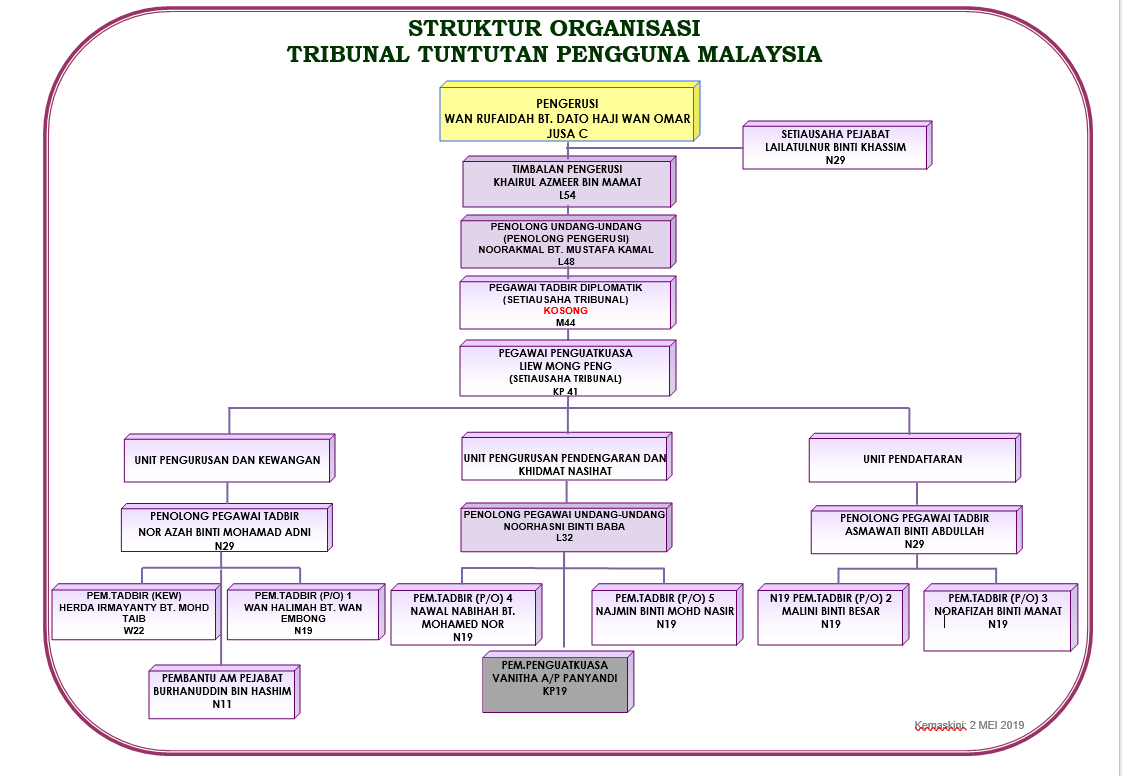 STRUKTUR ORGANISASI
TRIBUNAL TUNTUTAN PENGGUNA MALAYSIA
PENGERUSI
WAN RUFAIDAH BT. DATO HAJI WAN OMAR
JUSA C
SETIAUSAHA PEJABAT
LAILATULNUR BINTI KHASSIM
N29
TIMBALAN PENGERUSI
KHAIRUL AZMEER BIN MAMAT
L54
PENOLONG UNDANG-UNDANG
(PENOLONG PENGERUSI)
NOORAKMAL BT. MUSTAFA KAMAL
L48
PEGAWAI TADBIR DIPLOMATIK
(SETIAUSAHA TRIBUNAL)
KOSONG
M44
PEGAWAI PENGUATKUASA
LIEW MONG PENG
(SETIAUSAHA TRIBUNAL)
KP 41
UNIT PENGURUSAN DAN KEWANGAN
UNIT PENGURUSAN PENDENGARAN DAN
KHIDMAT NASIHAT
UNIT PENDAFTARAN
PENOLONG PEGAWAI TADBIR
NOR AZAH BINTI MOHAMAD ADNI
N29
PENOLONG PEGAWAI UNDANG-UNDANG
NOORHASNI BINTI BABA
L32
PENOLONG PEGAWAI TADBIR
ASMAWATI BINTI ABDULLAH
N29
PEM.TADBIR (KEW)
HERDA IRMAYANTY BT. MOHD
TAIB
W22
PEM.TADBIR (P/O) 1
WAN HALIMAH BT. WAN
EMBONG
N19
PEM.TADBIR (P/O) 4
NAWAL NABIHAH BT.
MOHAMED NOR
N19
PEM.TADBIR (P/O) 5
NAJMIN BINTI MOHD NASIR
N19
N19 PEM.TADBIR (P/O) 2
MALINI BINTI BESAR
N19
PEM.TADBIR (P/O) 3
NORAFIZAH BINTI MANAT
N19
PEMBANTU AM PEJABAT
BURHANUDDIN BIN HASHIM
N11
PEM.PENGUATKUASA
VANITHA A/P PANYANDI
KP19
Kemaskini: 2 MEI 2019